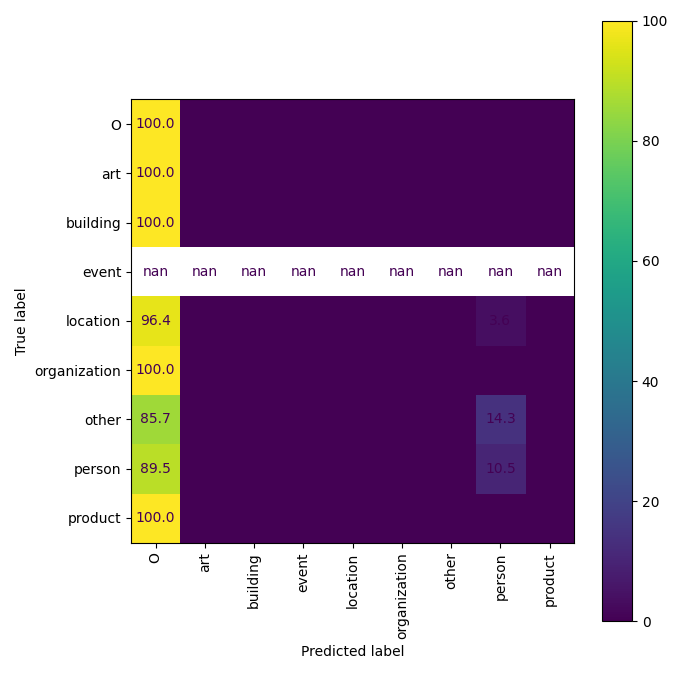 100
80
60
40
20
0
True label
O 100.0
art 100.0
building 100.0
event nan nan nan nan nan nan nan nan nan
location 96.4 3.6
organization 100.0
other 85.7 14.3
person 89.5 10.5
product 100.0
O art building event location organization other person product
Predicted label